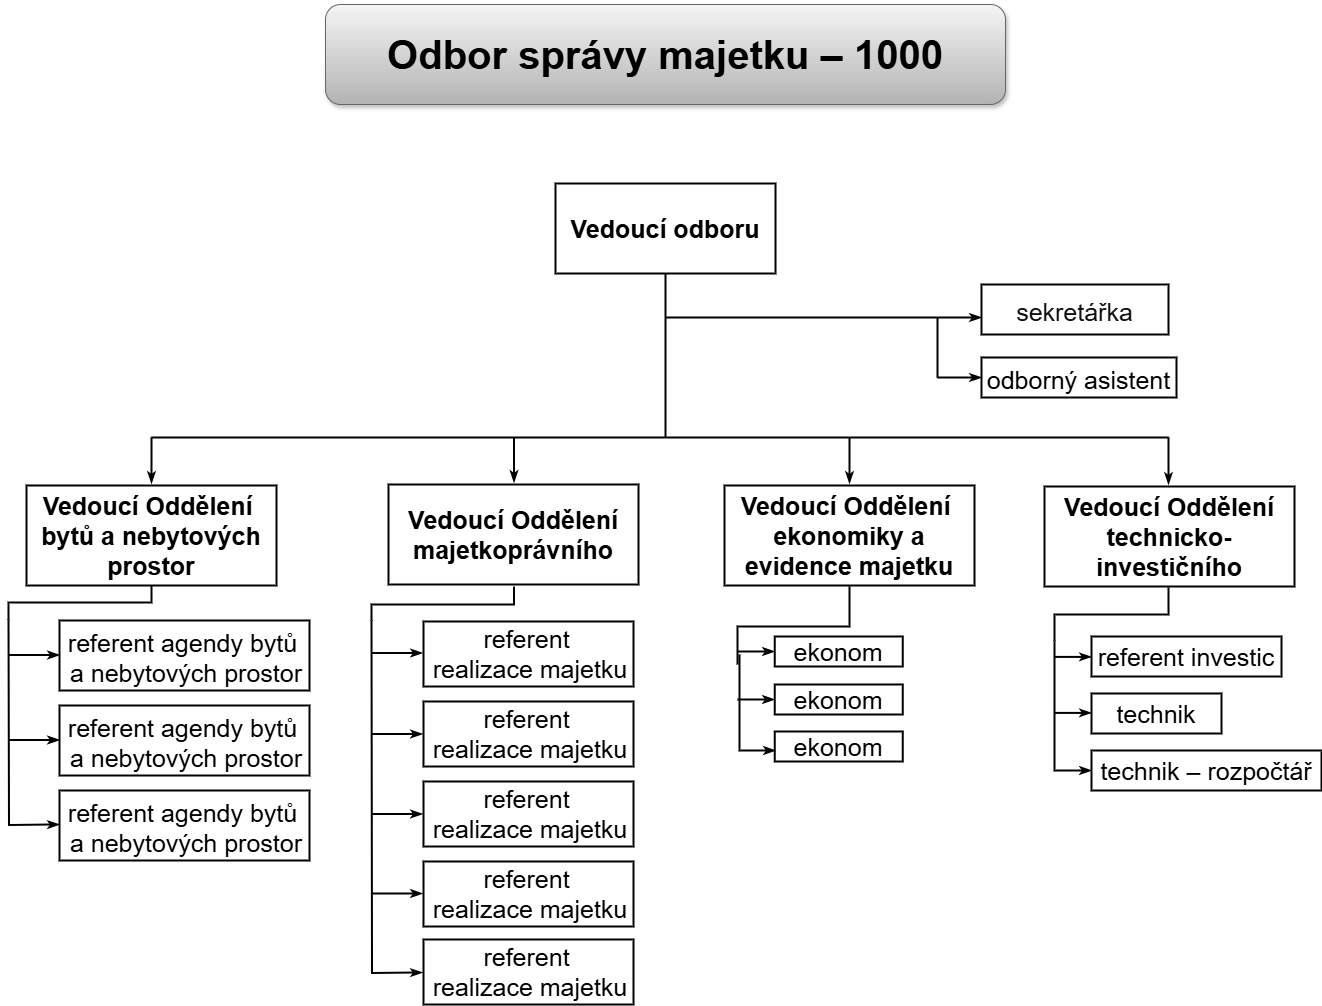 Odbor správy majetku – 1000
Vedoucí odboru
sekretářka
odborný asistent
Vedoucí Oddělení
bytů a nebytových
prostor
referent agendy bytů
a nebytových prostor
referent agendy bytů
a nebytových prostor
referent agendy bytů
a nebytových prostor
Vedoucí Oddělení
majetkoprávního
referent
realizace majetku
referent
realizace majetku
referent
realizace majetku
referent
realizace majetku
referent
realizace majetku
Vedoucí Oddělení
ekonomiky a
evidence majetku
ekonom
ekonom
ekonom
Vedoucí Oddělení
technicko-
investičního
referent investic
technik
technik – rozpočtář